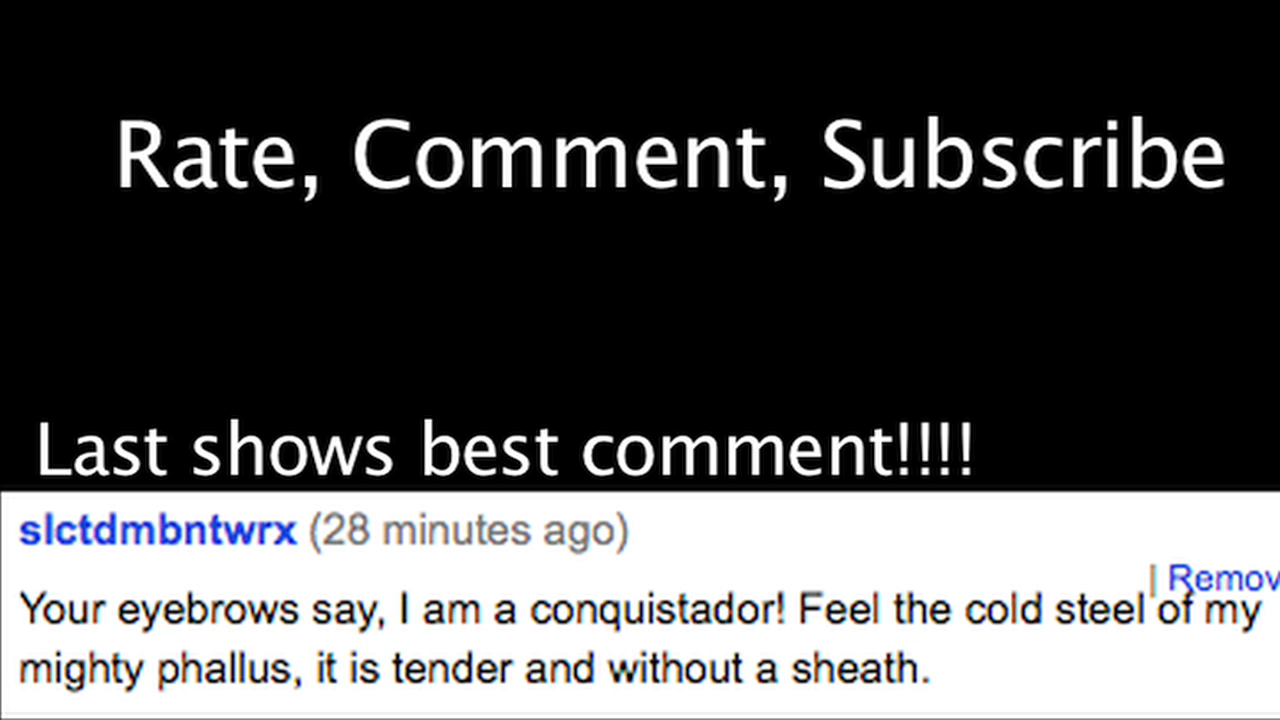 Rate, Comment, Subscribe
Last shows best comment!!!!
slctdmbntwrx (28 minutes ago)
| Remov
Your eyebrows say, I am a conquistador! Feel the cold steel of my
mighty phallus, it is tender and without a sheath.